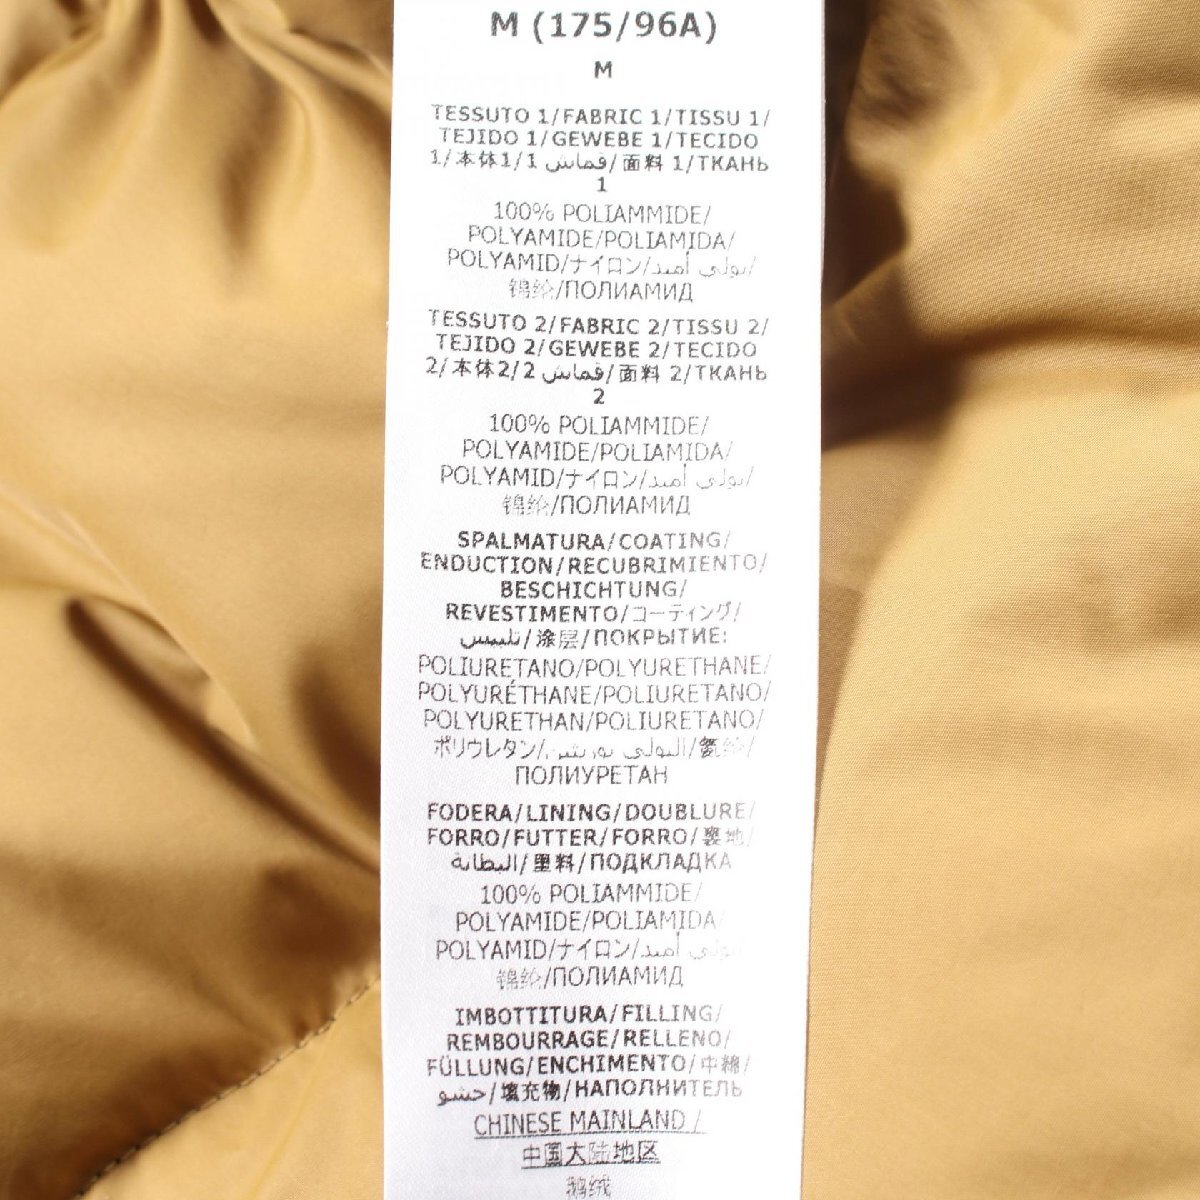 M (175/96A)
M
TESSUTO 1/FABRIC 1/TISSU 1/
TEJIDO 1/GEWEBE 1/TECIDO
1/本体1/1 قماش/面料 1/ТКАНЬ
1
100% POLIAMMIDE/
POLYAMIDE/POLIAMIDA/
POLYAMID/ナイロン/بولي أميد/
锦纶/ПОЛИАМИД
TESSUTO 2/FABRIC 2/TISSU 2/
TEJIDO 2/GEWEBE 2/TECIDO
2/本体2/2 قماش/面料 2/ТКАНЬ
2
100% POLIAMMIDE/
POLYAMIDE/POLIAMIDA/
POLYAMID/ナイロン/بولي أميد/
锦纶/ПОЛИАМИД
SPALMATURA/COATING/
ENDUCTION/RECUBRIMIENTO/
BESCHICHTUNG/
REVESTIMENTO/コーティング/
تلبيس/涂层/ПОКРЫТИЕ:
POLIURETANO/POLYURETHANE/
POLYURÉTHANE/POLIURETANO/
POLYURETHAN/POLIURETANO/
ポリウレタン/البولي يوريثين/氨纶/
ПОЛИУРЕТАН
FODERA/LINING/DOUBLURE/
FORRO/FUTTER/FORRO/裏地/
البطانة/里料/ПОДКЛАДКА
100% POLIAMMIDE/
POLYAMIDE/POLIAMIDA/
POLYAMID/ナイロン/بولي أميد/
锦纶/ПОЛИАМИД
IMBOTTITURA/FILLING/
REMBOURRAGE/RELLENO/
FÜLLUNG/ENCHIMENTO/中綿/
حشو/填充物/НАПОЛНИТЕЛЬ
CHINESE MAINLAND/
中国大陆地区
鹅绒